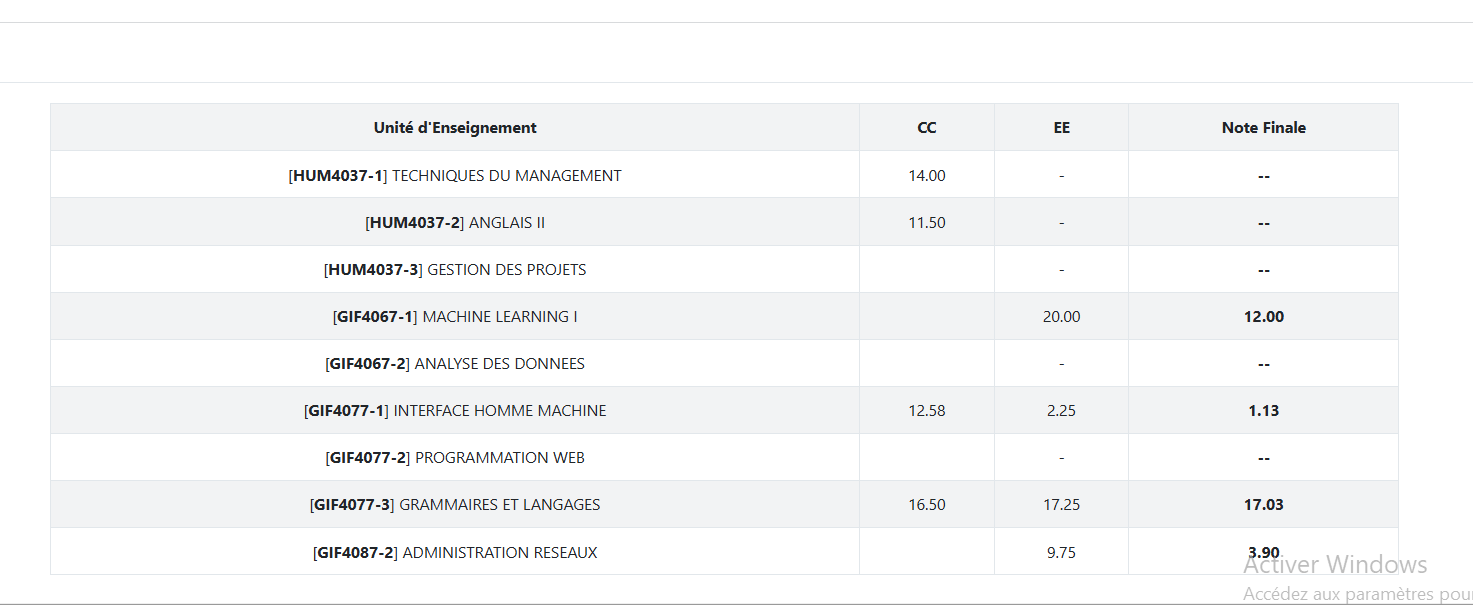 Unité d'Enseignement CC EE Note Finale
[HUM4037-1] TECHNIQUES DU MANAGEMENT 14.00 - --
[HUM4037-2] ANGLAIS II 11.50 - --
[HUM4037-3] GESTION DES PROJETS - --
[GIF4067-1] MACHINE LEARNING I 20.00 12.00
[GIF4067-2] ANALYSE DES DONNEES - --
[GIF4077-1] INTERFACE HOMME MACHINE 12.58 2.25 1.13
[GIF4077-2] PROGRAMMATION WEB - --
[GIF4077-3] GRAMMAIRES ET LANGAGES 16.50 17.25 17.03
[GIF4087-2] ADMINISTRATION RESEAUX 9.75 3.90
Activer Windows
Accédez aux paramètres pour